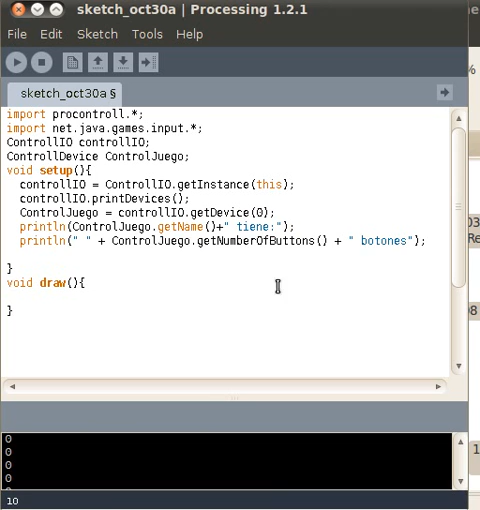 sketch_oct30a | Processing 1.2.1
File Edit Sketch Tools Help
sketch_oct30a §
import procontroll.*;
import net.java.games.input.*;
ControllIO controllIO;
ControllDevice ControlJuego;
void setup(){
controllIO = ControllIO.getInstance(this);
controllIO.printDevices();
ControlJuego = controllIO.getDevice(0);
println(ControlJuego.getName()+" tiene:");
println(" " + ControlJuego.getNumberOfButtons() + " botones");
}
void draw(){
}
0
0
0
0
10